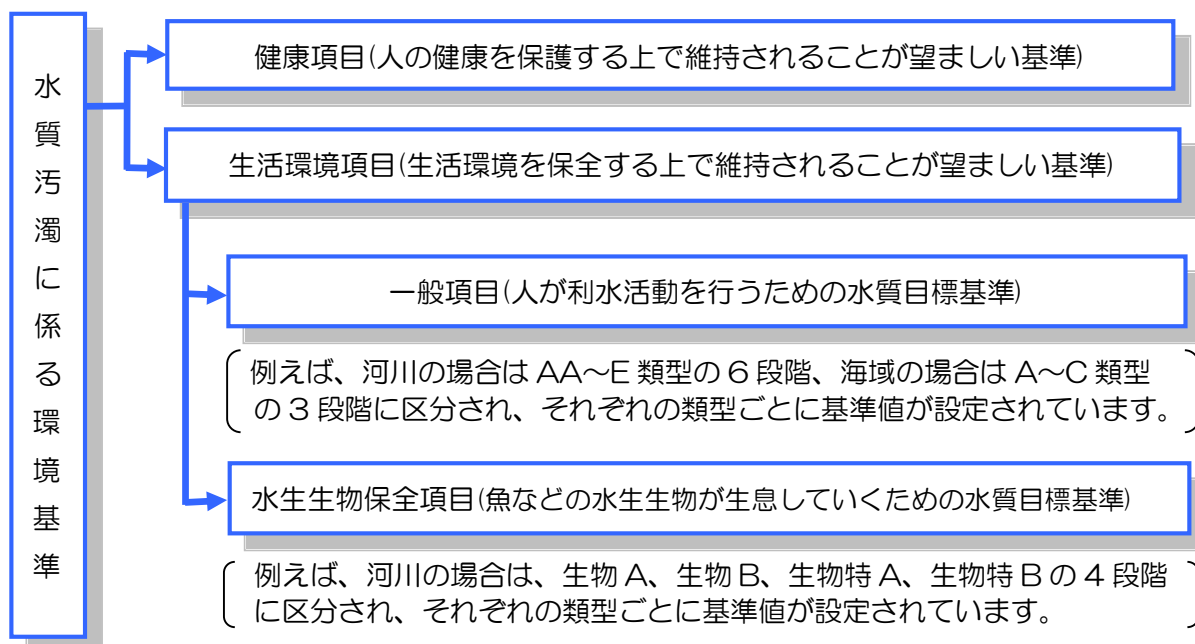 水質汚濁に係る環境基準
健康項目(人の健康を保護する上で維持されることが望ましい基準)
生活環境項目(生活環境を保全する上で維持されることが望ましい基準)
一般項目(人が利水活動を行うための水質目標基準)
例えば、河川の場合は AA～E 類型の 6 段階、海域の場合は A～C 類型
の 3 段階に区分され、それぞれの類型ごとに基準値が設定されています。
水生生物保全項目(魚などの水生生物が生息していくための水質目標基準)
例えば、河川の場合は、生物 A、生物 B、生物特 A、生物特 B の 4 段階
に区分され、それぞれの類型ごとに基準値が設定されています。